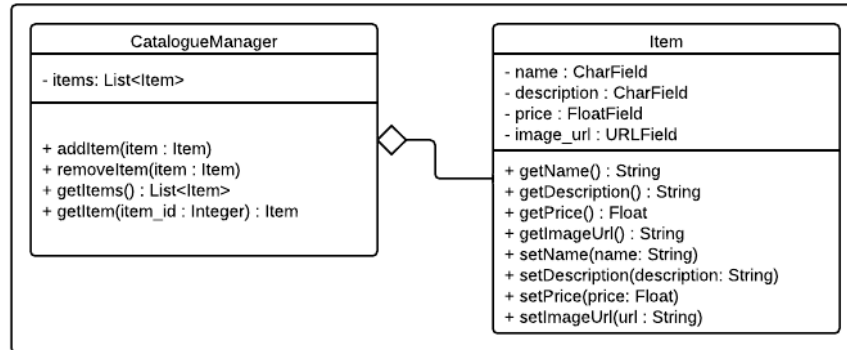 CatalogueManager
- items: List<Item>
+ addItem(item : Item)
+ removeItem(item : Item)
+ getItems() : List<Item>
+ getItem(item_id : Integer) : Item
Item
- name : CharField
- description : CharField
- price : FloatField
- image_url : URLField
+ getName() : String
+ getDescription() : String
+ getPrice() : Float
+ getImageUrl() : String
+ setName(name: String)
+ setDescription(description: String)
+ setPrice(price: Float)
+ setImageUrl(url : String)